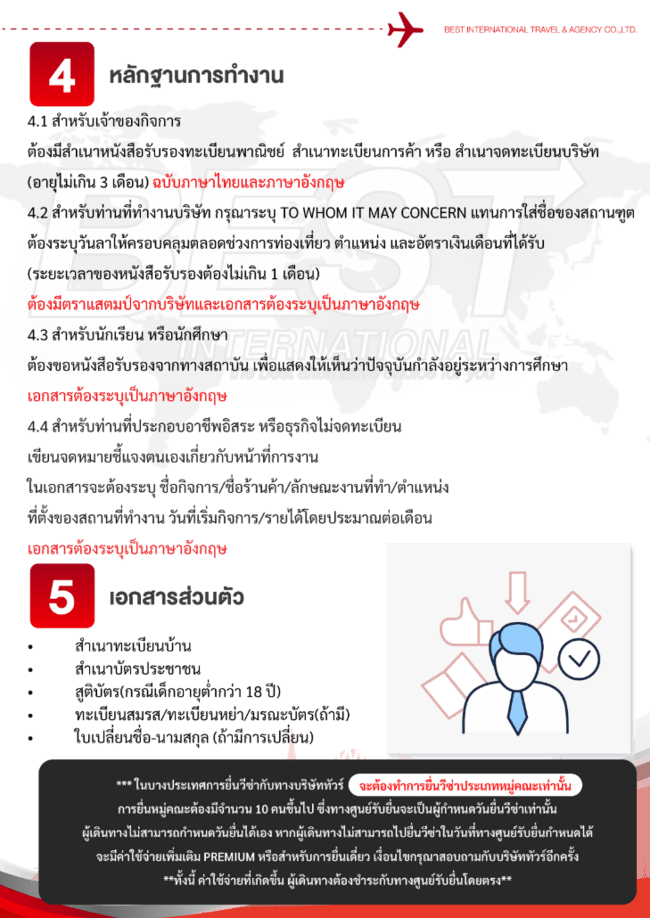 BEST INTERNATIONAL TRAVEL & AGENCY CO.,LTD.
4 หลักฐานการทำงาน
4.1 สำหรับเจ้าของกิจการ
ต้องมีสำเนาหนังสือรับรองทะเบียนพาณิชย์ สำเนาทะเบียนการค้า หรือ สำเนาจดทะเบียนบริษัท
(อายุไม่เกิน 3 เดือน) ฉบับภาษาไทยและภาษาอังกฤษ
4.2 สำหรับท่านที่ทำงานบริษัท กรุณาระบุ TO WHOM IT MAY CONCERN แทนการใส่ชื่อของสถานฑูต
ต้องระบุวันลาให้ครอบคลุมตลอดช่วงการท่องเที่ยว ตำแหน่ง และอัตราเงินเดือนที่ได้รับ
(ระยะเวลาของหนังสือรับรองต้องไม่เกิน 1 เดือน)
ต้องมีตราแสตมป์จากบริษัทและเอกสารต้องระบุเป็นภาษาอังกฤษ
4.3 สำหรับนักเรียน หรือนักศึกษา
ต้องขอหนังสือรับรองจากทางสถาบัน เพื่อแสดงให้เห็นว่าปัจจุบันกำลังอยู่ระหว่างการศึกษา
เอกสารต้องระบุเป็นภาษาอังกฤษ
4.4 สำหรับท่านที่ประกอบอาชีพอิสระ หรือธุรกิจไม่จดทะเบียน
เขียนจดหมายชี้แจงตนเองเกี่ยวกับหน้าที่การงาน
ในเอกสารจะต้องระบุ ชื่อกิจการ/ชื่อร้านค้า/ลักษณะงานที่ทำ/ตำแหน่ง
ที่ตั้งของสถานที่ทำงาน วันที่เริ่มกิจการ/รายได้โดยประมาณต่อเดือน
เอกสารต้องระบุเป็นภาษาอังกฤษ
BEST
INTERNATIONAL
5 เอกสารส่วนตัว
• สำเนาทะเบียนบ้าน
• สำเนาบัตรประชาชน
• สูติบัตร(กรณีเด็กอายุต่ำกว่า 18 ปี)
• ทะเบียนสมรส/ทะเบียนหย่า/มรณะบัตร(ถ้ามี)
• ใบเปลี่ยนชื่อ-นามสกุล (ถ้ามีการเปลี่ยน)
*** ในบางประเทศการยื่นวีซ่ากับทางบริษัททัวร์ จะต้องทำการยื่นวีซ่าประเภทหมู่คณะเท่านั้น
การยื่นหมู่คณะต้องมีจำนวน 10 คนขึ้นไป ซึ่งทางศูนย์รับยื่นจะเป็นผู้กำหนดวันยื่นวีซ่าเท่านั้น
ผู้เดินทางไม่สามารถกำหนดวันยื่นได้เอง หากผู้เดินทางไม่สามารถไปยื่นวีซ่าในวันที่ทางศูนย์รับยื่นกำหนดได้
จะมีค่าใช้จ่ายเพิ่มเติม PREMIUM หรือสำหรับการยื่นเดี่ยว เงื่อนไขกรุณาสอบถามกับบริษัททัวร์อีกครั้ง
**ทั้งนี้ ค่าใช้จ่ายที่เกิดขึ้น ผู้เดินทางต้องชำระกับทางศูนย์รับยื่นโดยตรง**